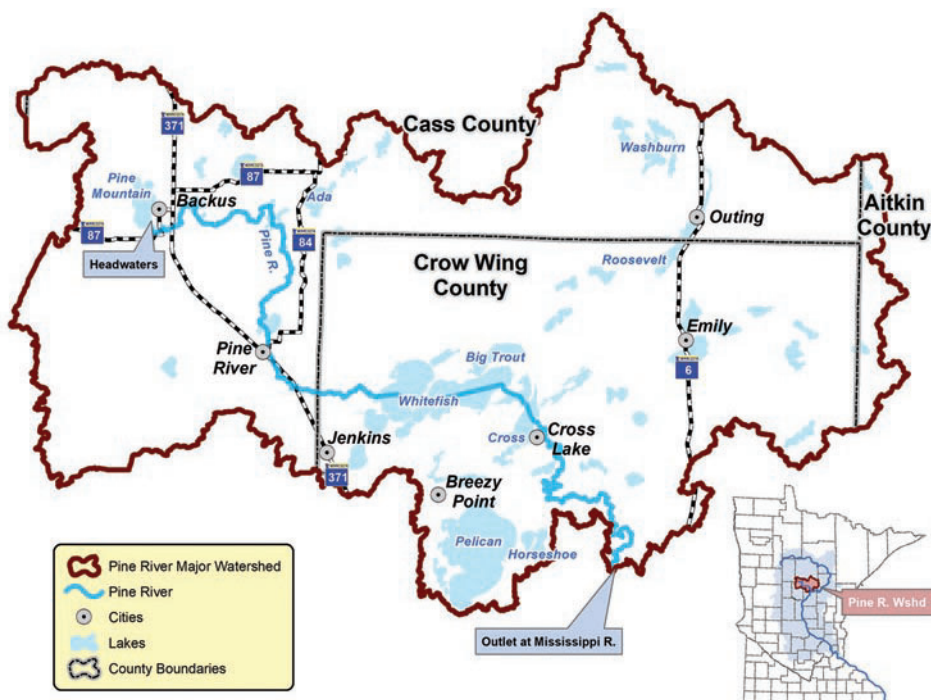 371
Cass County
Washburn
Pine
Mountain
87
Backus
Ada
Aitkin
County
87
Outing
Headwaters
Pine R.
84
Roosevelt
Crow Wing
County
Emily
Pine
River
Big Trout
6
Whitefish
Cross
Cross
Lake
Jenkins
371
Breezy
Point
Pelican
Horseshoe
Pine River Major Watershed
Pine River
Cities
Lakes
County Boundaries
Outlet at Mississippi R.
Pine R. Wshd